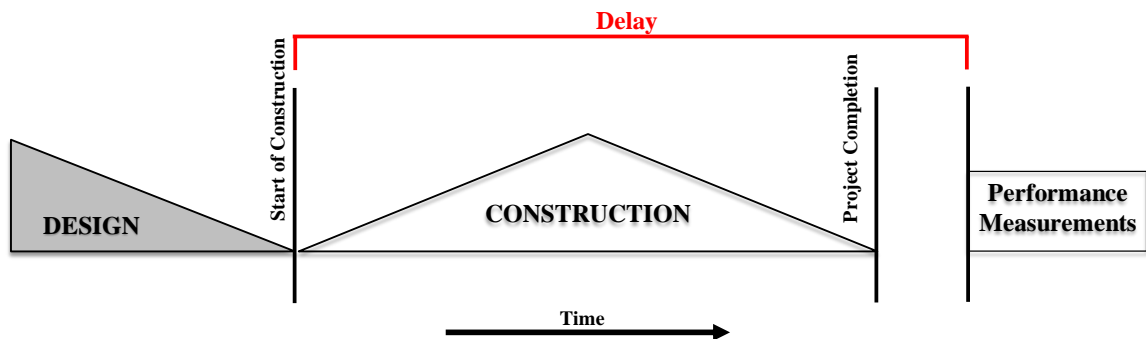 Delay
Start of Construction
Project Completion
DESIGN
CONSTRUCTION
Performance
Measurements
Time